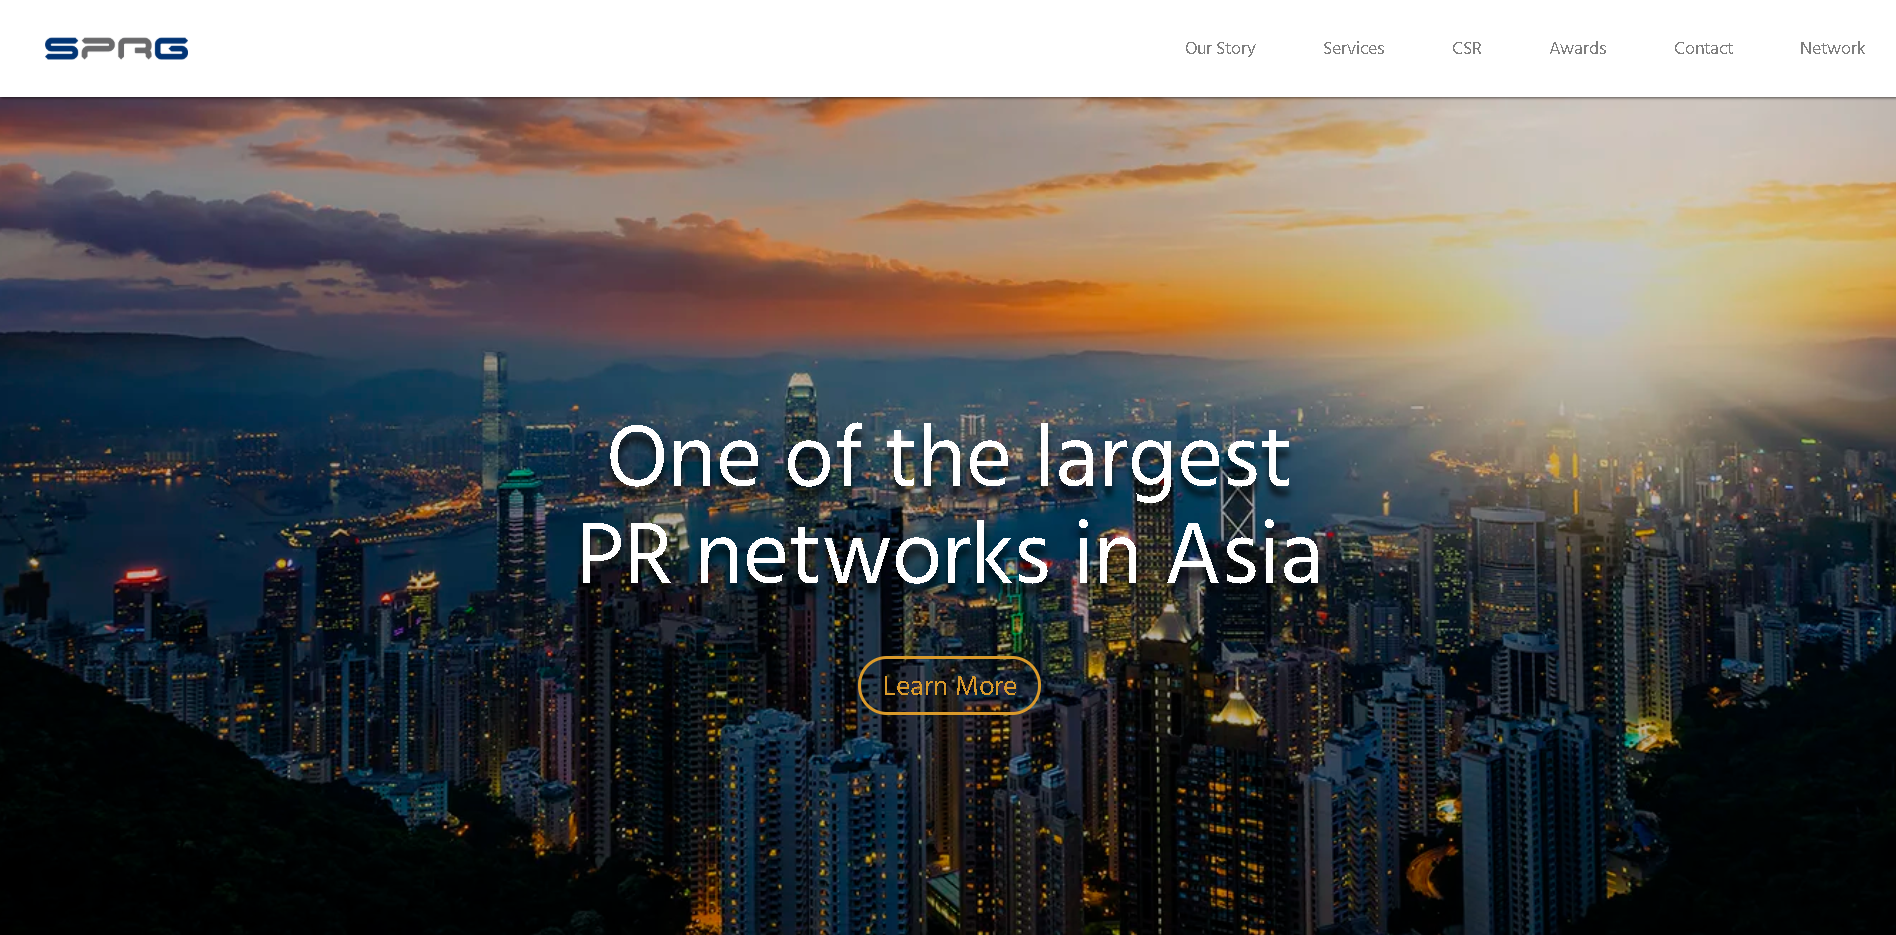 SPRG
Our Story Services CSR Awards Contact Network
One of the largest
PR networks in Asia
Learn More